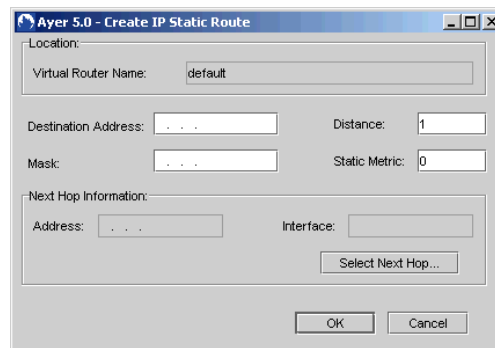 Ayer 5.0 - Create IP Static Route
Location:
Virtual Router Name: default
Destination Address: . . . Distance: 1
Mask: . . . Static Metric: 0
Next Hop Information:
Address: . . . Interface:
Select Next Hop...
OK Cancel